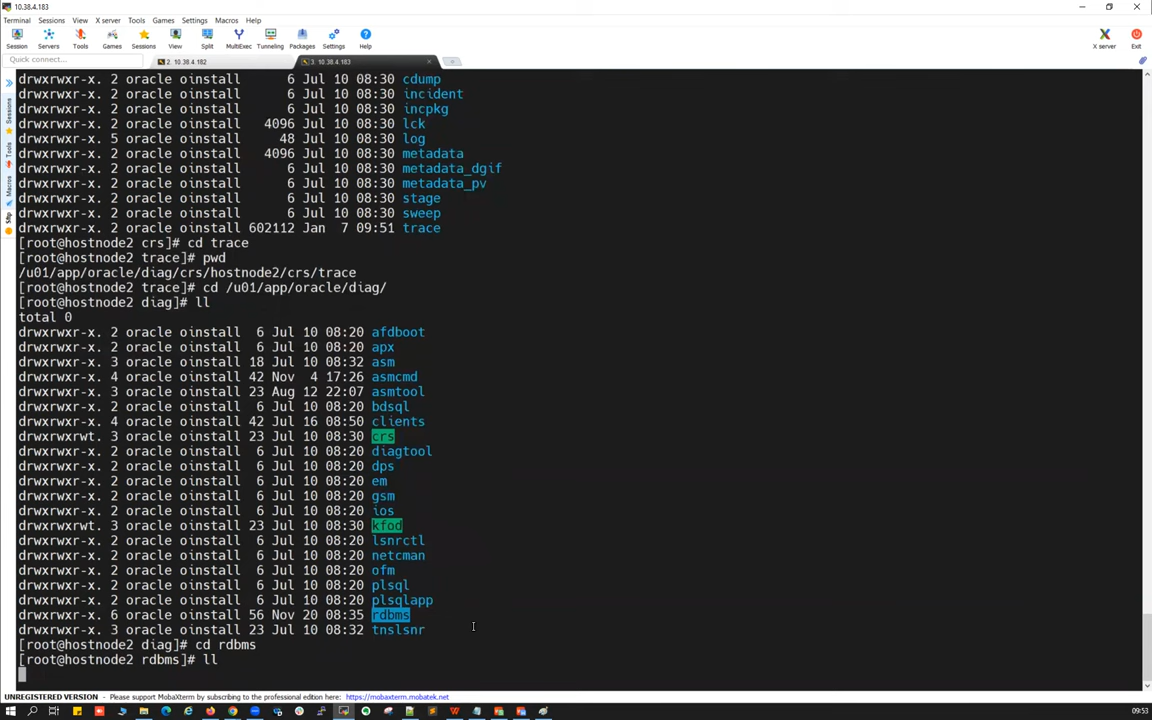 10.38.4.183
Terminal Sessions View X server Tools Games Settings Macros Help
Session Servers Tools Games Sessions View Split MultiExec Tunneling Packages Settings Help X server Exit
Quick connect... 2. 10.38.4.182 3. 10.38.4.183
Sessions
Tools
Macros
Sftp
drwxrwxr-x. 2 oracle oinstall 6 Jul 10 08:30 cdump
drwxrwxr-x. 2 oracle oinstall 6 Jul 10 08:30 incident
drwxrwxr-x. 2 oracle oinstall 6 Jul 10 08:30 incpkg
drwxrwxr-x. 2 oracle oinstall 4096 Jul 10 08:30 lck
drwxrwxr-x. 5 oracle oinstall 48 Jul 10 08:30 log
drwxrwxr-x. 2 oracle oinstall 4096 Jul 10 08:30 metadata
drwxrwxr-x. 2 oracle oinstall 6 Jul 10 08:30 metadata_dgif
drwxrwxr-x. 2 oracle oinstall 6 Jul 10 08:30 metadata_pv
drwxrwxr-x. 2 oracle oinstall 6 Jul 10 08:30 stage
drwxrwxr-x. 2 oracle oinstall 6 Jul 10 08:30 sweep
drwxrwxr-x. 2 oracle oinstall 602112 Jan 7 09:51 trace
[root@hostnode2 crs]# cd trace
[root@hostnode2 trace]# pwd
/u01/app/oracle/diag/crs/hostnode2/crs/trace
[root@hostnode2 trace]# cd /u01/app/oracle/diag/
[root@hostnode2 diag]# ll
total 0
drwxrwxr-x. 2 oracle oinstall 6 Jul 10 08:20 afdboot
drwxrwxr-x. 2 oracle oinstall 6 Jul 10 08:20 apx
drwxrwxr-x. 3 oracle oinstall 18 Jul 10 08:32 asm
drwxrwxr-x. 4 oracle oinstall 42 Nov 4 17:26 asmcmd
drwxrwxr-x. 3 oracle oinstall 23 Aug 12 22:07 asmtool
drwxrwxr-x. 2 oracle oinstall 6 Jul 10 08:20 bdsql
drwxrwxr-x. 4 oracle oinstall 42 Jul 16 08:50 clients
drwxrwxrwt. 3 oracle oinstall 23 Jul 10 08:30 crs
drwxrwxr-x. 2 oracle oinstall 6 Jul 10 08:20 diagtool
drwxrwxr-x. 2 oracle oinstall 6 Jul 10 08:20 dps
drwxrwxr-x. 2 oracle oinstall 6 Jul 10 08:20 em
drwxrwxr-x. 2 oracle oinstall 6 Jul 10 08:20 gsm
drwxrwxr-x. 2 oracle oinstall 6 Jul 10 08:20 ios
drwxrwxrwt. 3 oracle oinstall 23 Jul 10 08:30 kfod
drwxrwxr-x. 2 oracle oinstall 6 Jul 10 08:20 lsnrctl
drwxrwxr-x. 2 oracle oinstall 6 Jul 10 08:20 netcman
drwxrwxr-x. 2 oracle oinstall 6 Jul 10 08:20 ofm
drwxrwxr-x. 2 oracle oinstall 6 Jul 10 08:20 plsql
drwxrwxr-x. 2 oracle oinstall 6 Jul 10 08:20 plsqlapp
drwxrwxr-x. 6 oracle oinstall 56 Nov 20 08:35 rdbms
drwxrwxr-x. 3 oracle oinstall 23 Jul 10 08:32 tnslsnr
[root@hostnode2 diag]# cd rdbms
[root@hostnode2 rdbms]# ll
UNREGISTERED VERSION - Please support MobaXterm by subscribing to the professional edition here: https://mobaxterm.mobatek.net
09:53